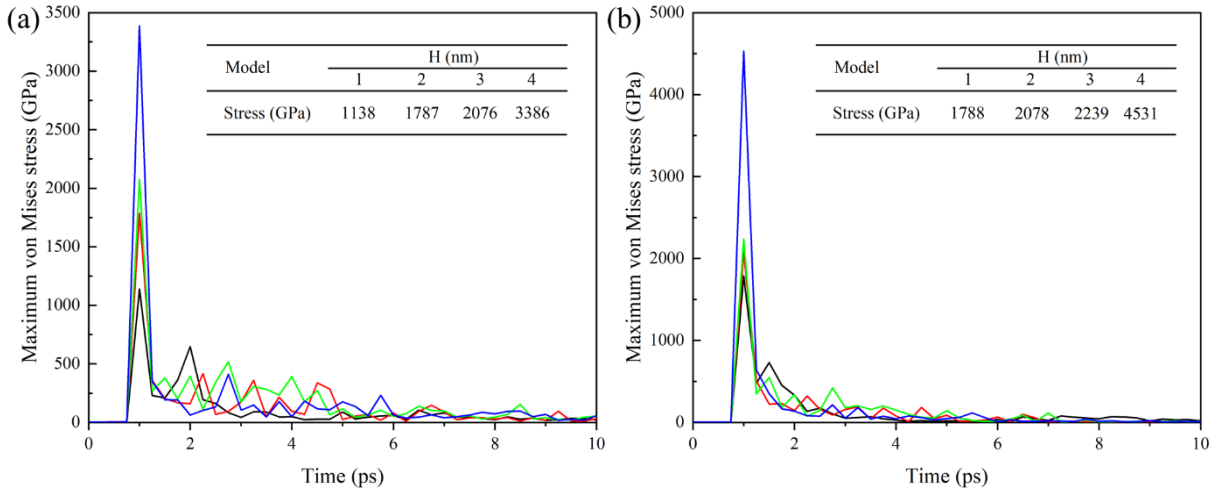 (a)
3500
3000
2500
2000
1500
1000
500
0
Maximum von Mises stress (GPa)
Model
H (nm)
1 2 3 4
Stress (GPa) 1138 1787 2076 3386
0 2 4 6 8 10
Time (ps)
(b)
5000
4000
3000
2000
1000
0
Maximum von Mises stress (GPa)
Model
H (nm)
1 2 3 4
Stress (GPa) 1788 2078 2239 4531
0 2 4 6 8 10
Time (ps)